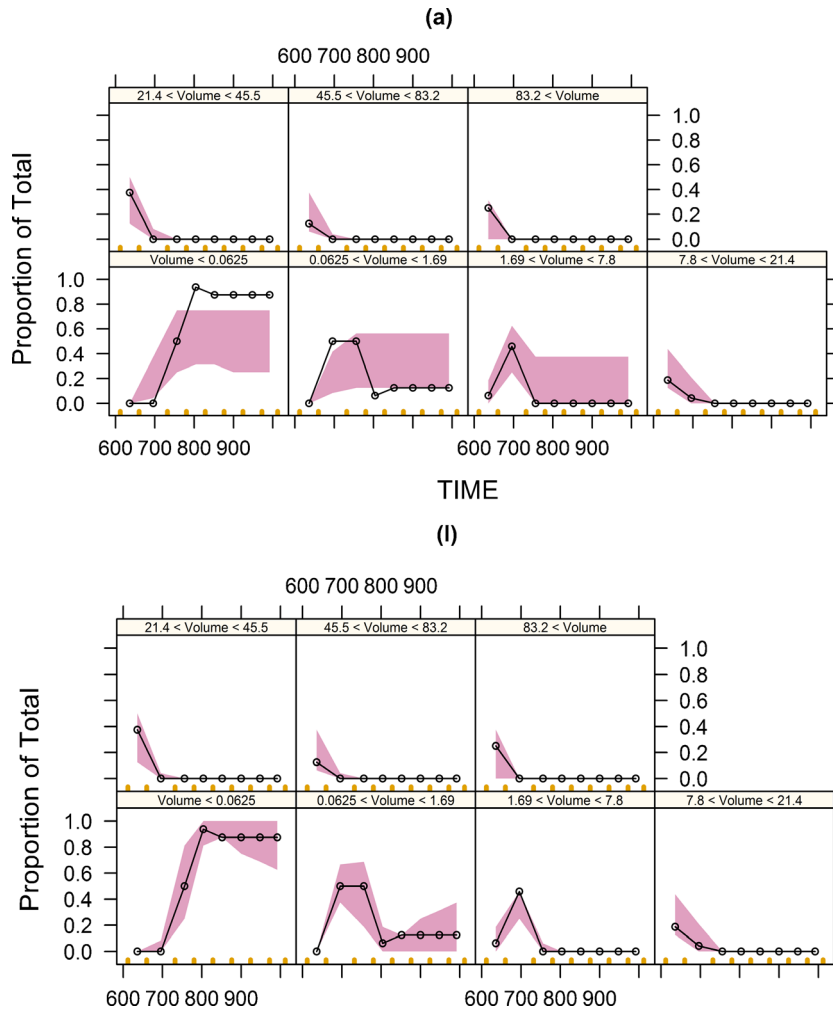 (a)
600 700 800 900
21.4 < Volume < 45.5
45.5 < Volume < 83.2
83.2 < Volume
1.0
0.8
0.6
0.4
0.2
0.0
Proportion of Total
Volume < 0.0625
0.0625 < Volume < 1.69
1.69 < Volume < 7.8
7.8 < Volume < 21.4
1.0
0.8
0.6
0.4
0.2
0.0
600 700 800 900
600 700 800 900
TIME
(l)
600 700 800 900
21.4 < Volume < 45.5
45.5 < Volume < 83.2
83.2 < Volume
1.0
0.8
0.6
0.4
0.2
0.0
Proportion of Total
Volume < 0.0625
0.0625 < Volume < 1.69
1.69 < Volume < 7.8
7.8 < Volume < 21.4
1.0
0.8
0.6
0.4
0.2
0.0
600 700 800 900
600 700 800 900